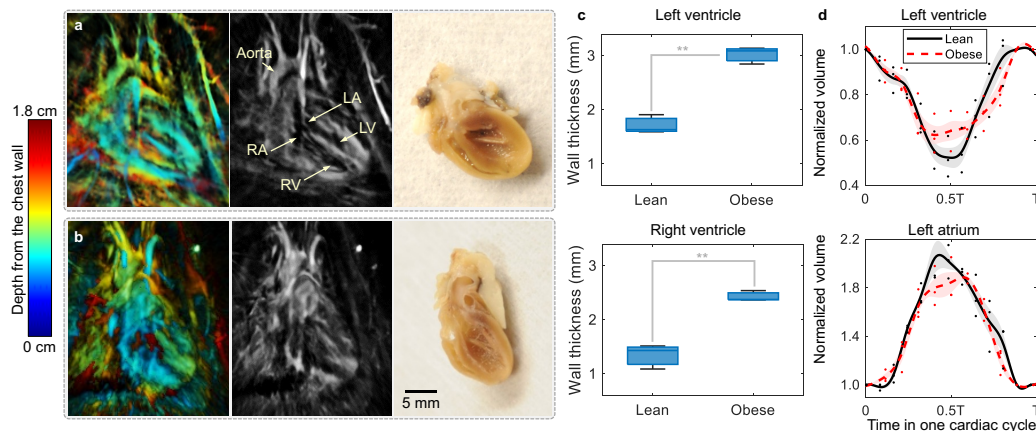 a
Aorta
LA
LV
RA
RV
1.8 cm
Depth from the chest wall
0 cm
b
5 mm
c
Left ventricle
Wall thickness (mm)
3
2
1
**
Lean
Obese
Right ventricle
Wall thickness (mm)
3
2
1
**
Lean
Obese
d
Left ventricle
Normalized volume
1.0
0.8
0.6
0.4
Lean
Obese
0
0.5T
T
Left atrium
Normalized volume
2.2
1.8
1.4
1.0
0
0.5T
T
Time in one cardiac cycle